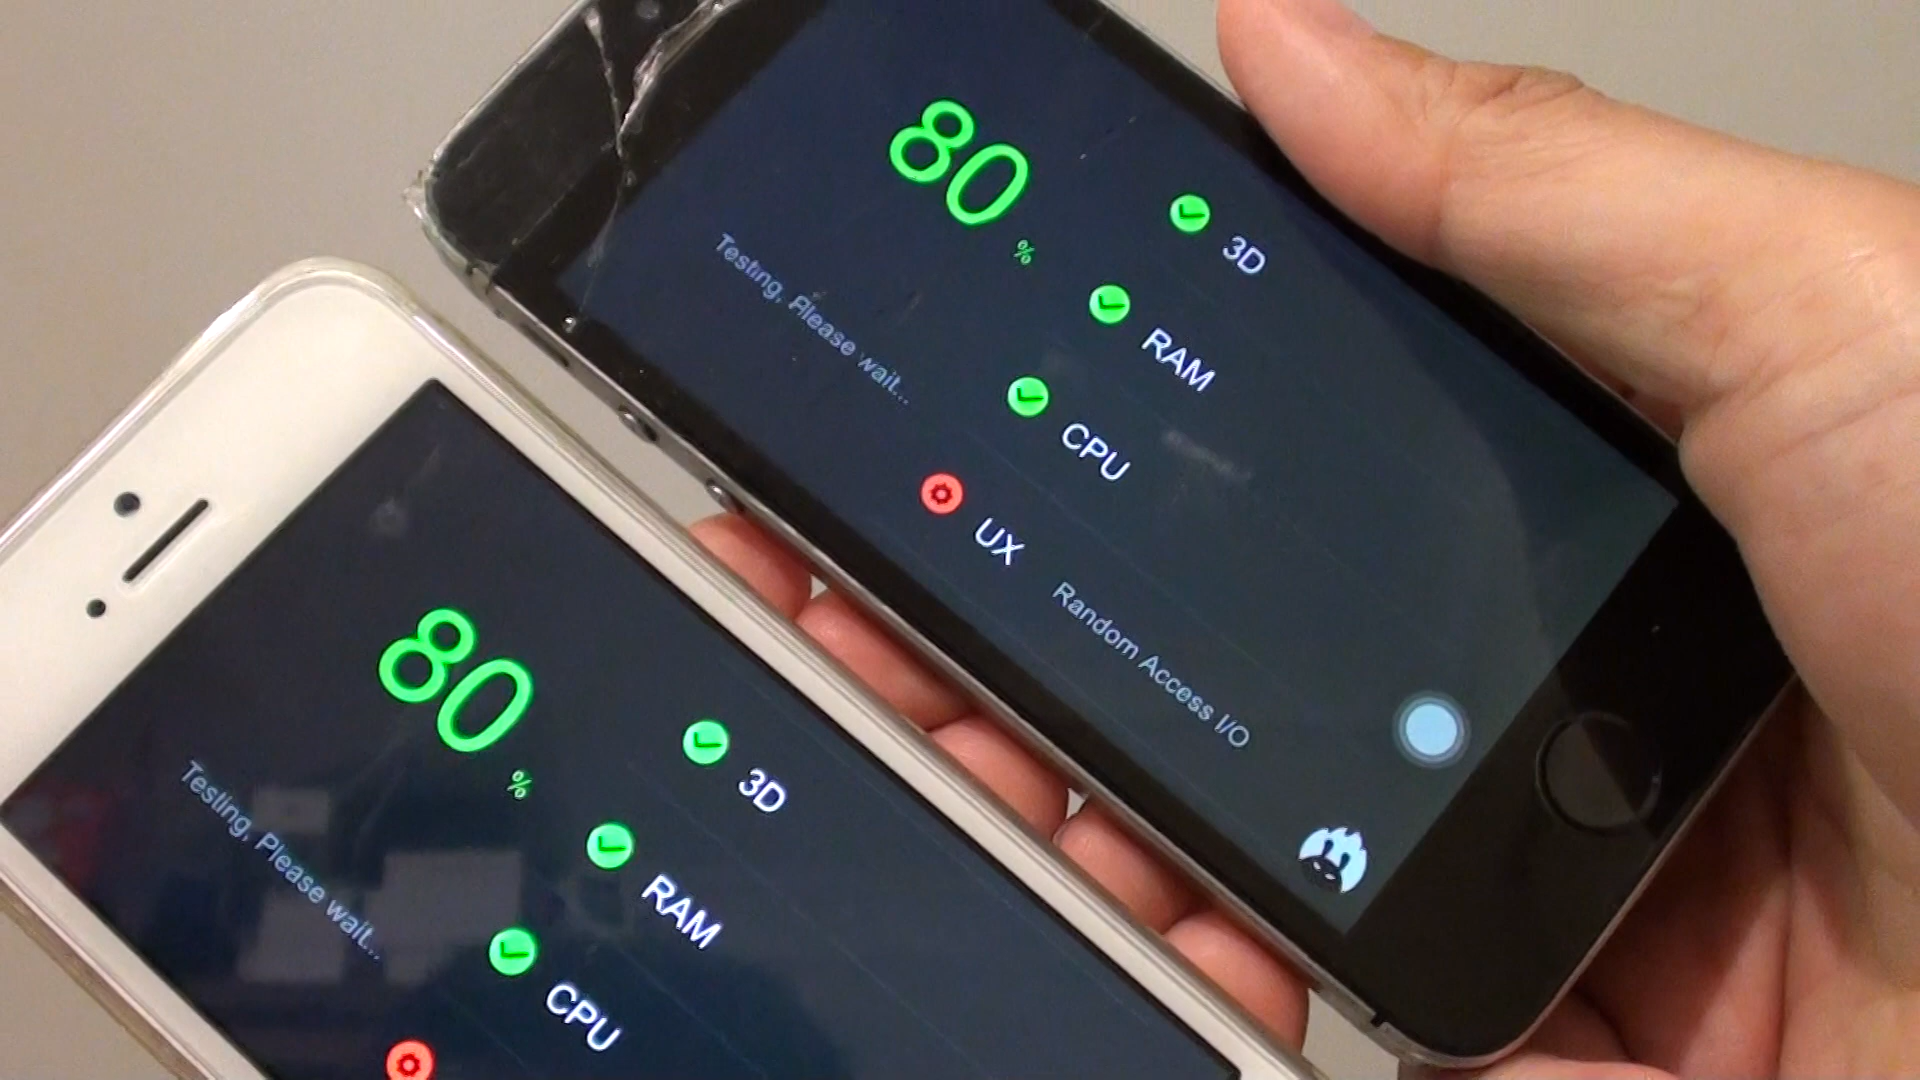 80
%
Testing, Please wait...
3D
RAM
CPU
UX
Random Access I/O
80
%
Testing, Please wait...
3D
RAM
CPU